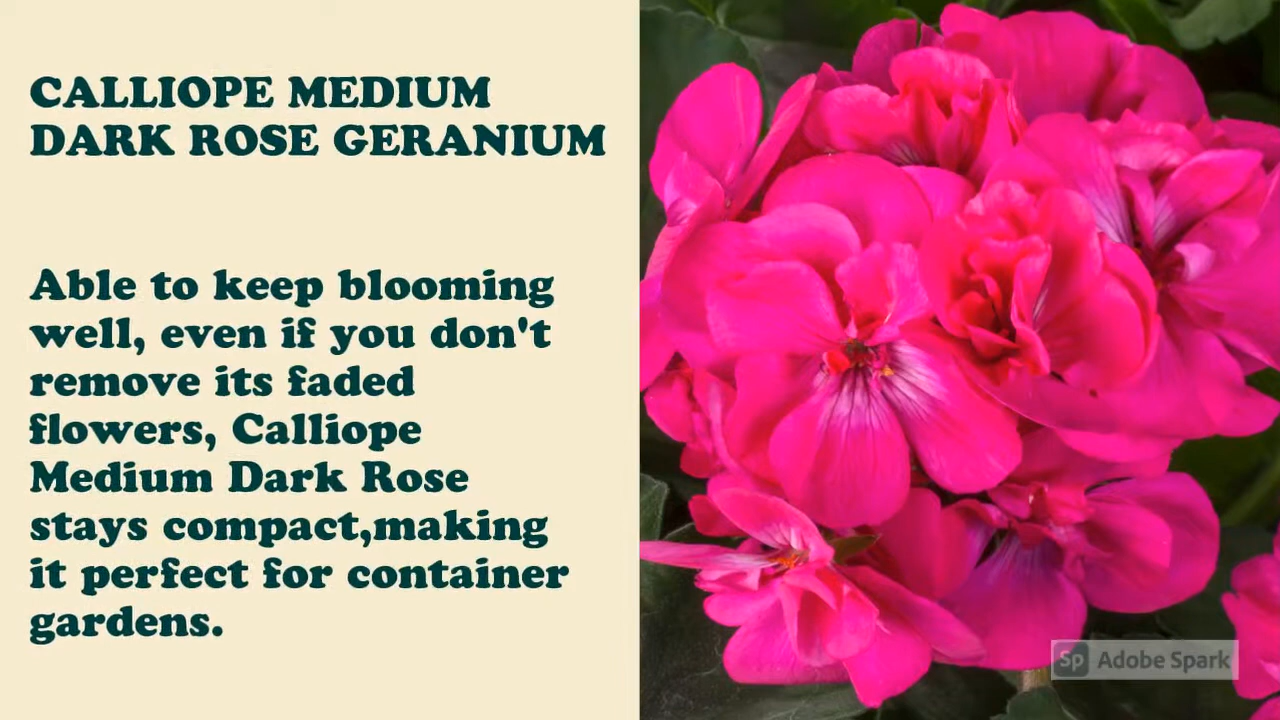 CALLIOPE MEDIUM
DARK ROSE GERANIUM
Able to keep blooming
well, even if you don't
remove its faded
flowers, Calliope
Medium Dark Rose
stays compact,making
it perfect for container
gardens.
Sp Adobe Spark